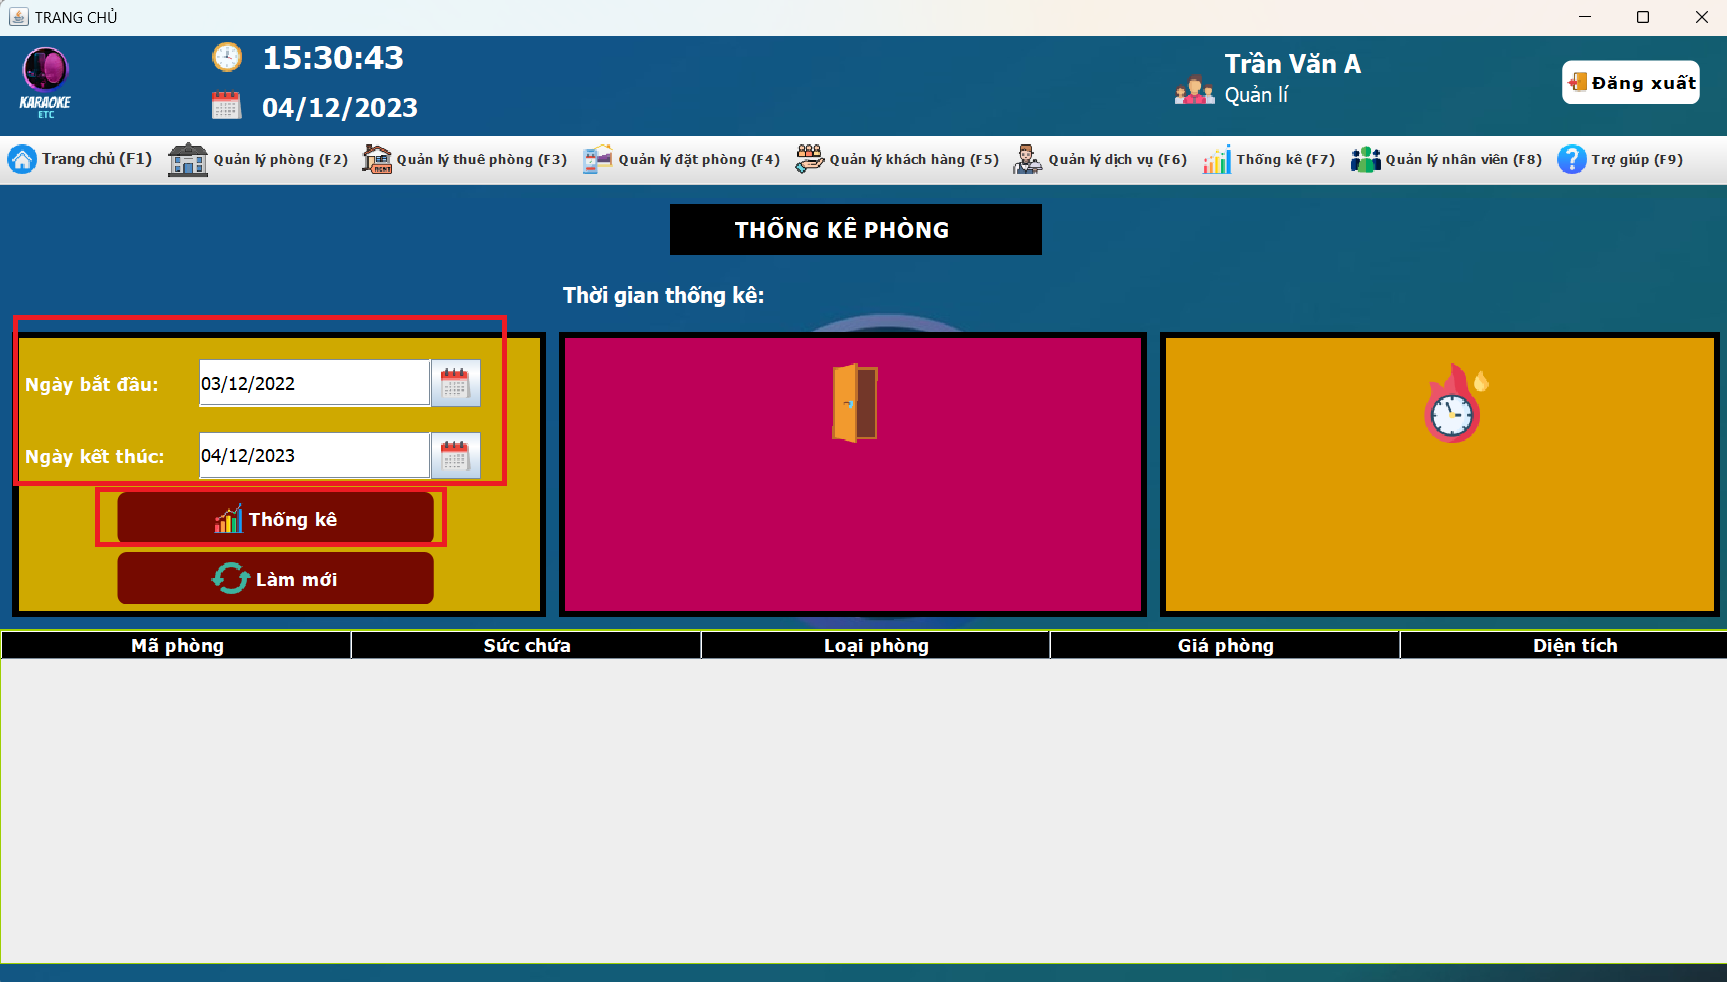 TRANG CHỦ
KARAOKE
ETC
15:30:43
04/12/2023
Trần Văn A
Quản lí
Đăng xuất
Trang chủ (F1) Quản lý phòng (F2) Quản lý thuê phòng (F3) Quản lý đặt phòng (F4) Quản lý khách hàng (F5) Quản lý dịch vụ (F6) Thống kê (F7) Quản lý nhân viên (F8) Trợ giúp (F9)
THỐNG KÊ PHÒNG
Thời gian thống kê:
Ngày bắt đầu: 03/12/2022
Ngày kết thúc: 04/12/2023
Thống kê
Làm mới
Mã phòng Sức chứa Loại phòng Giá phòng Diện tích